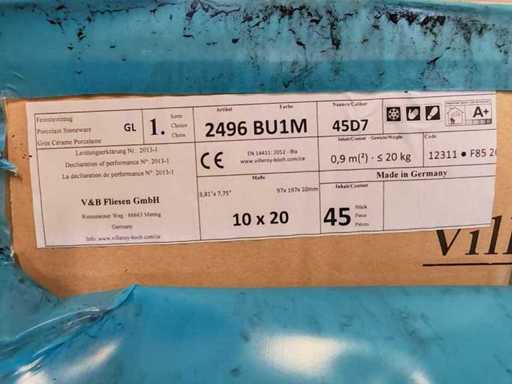 Feinsteinzeug
Porcelain Stoneware
Grès Cérame Porcelainé
GL
1.
Sorte
Choice
Choix
Artikel
Farbe
2496 BU1M
Nuance/Caliber
45D7
A+
Leistungserklärung Nr. 2013-1
Declaration of performance N°. 2013-1
La déclaration de performance N°. 2013-1
CE
EN 14411: 2012 - BIa
www.villeroy-boch.com/ce
Inhalt/Content
Gewicht/Weight
0,9 m(²) · ≤ 20 kg
Code
12311 ● F85 20
V&B Fliesen GmbH
Rotensteiner Weg · 66663 Merzig
Germany
Info: www.villeroy-boch.com/ce
Maße
3,81"x 7,75"
97x 197x 10mm
10 x 20
Inhalt/Content
45
Stück
Piece
Pièces
Made in Germany
Vill